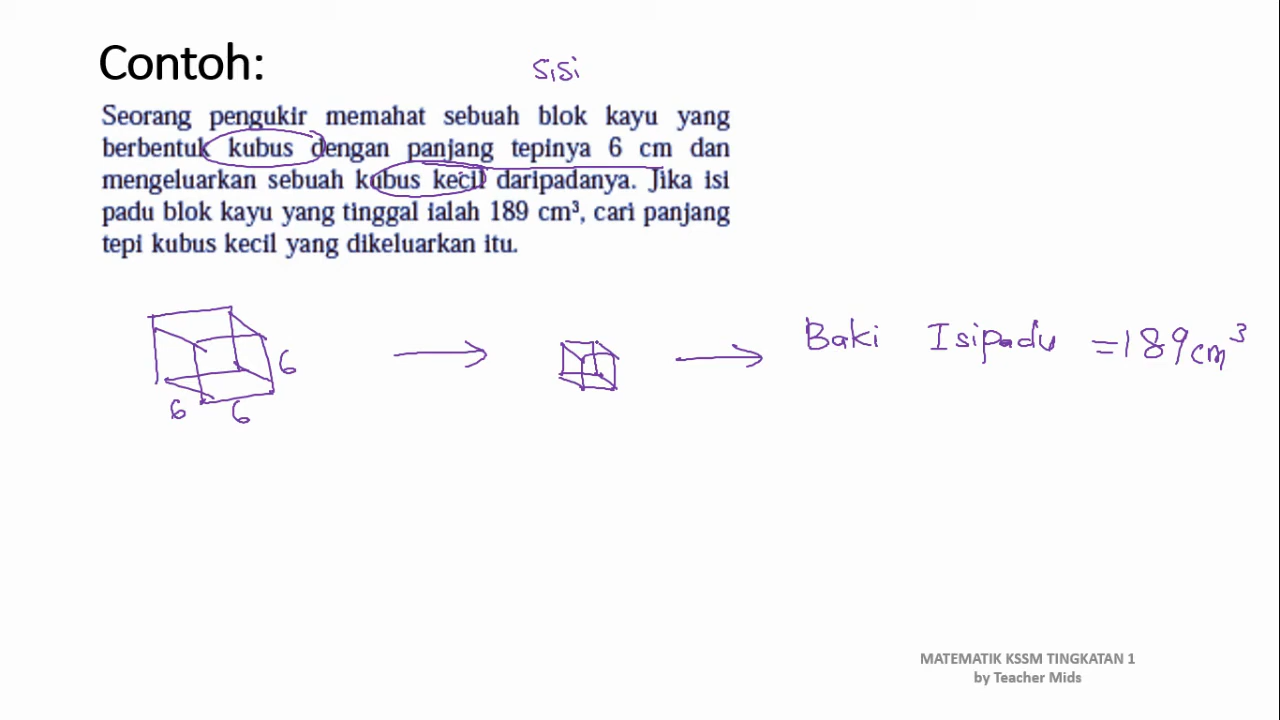 Contoh:
sisi
Seorang pengukir memahat sebuah blok kayu yang
berbentuk kubus dengan panjang tepinya 6 cm dan
mengeluarkan sebuah kubus kecil daripadanya. Jika isi
padu blok kayu yang tinggal ialah 189 cm³, cari panjang
tepi kubus kecil yang dikeluarkan itu.
Baki Isipadu = 189 cm³
6
6 6
MATEMATIK KSSM TINGKATAN 1
by Teacher Mids